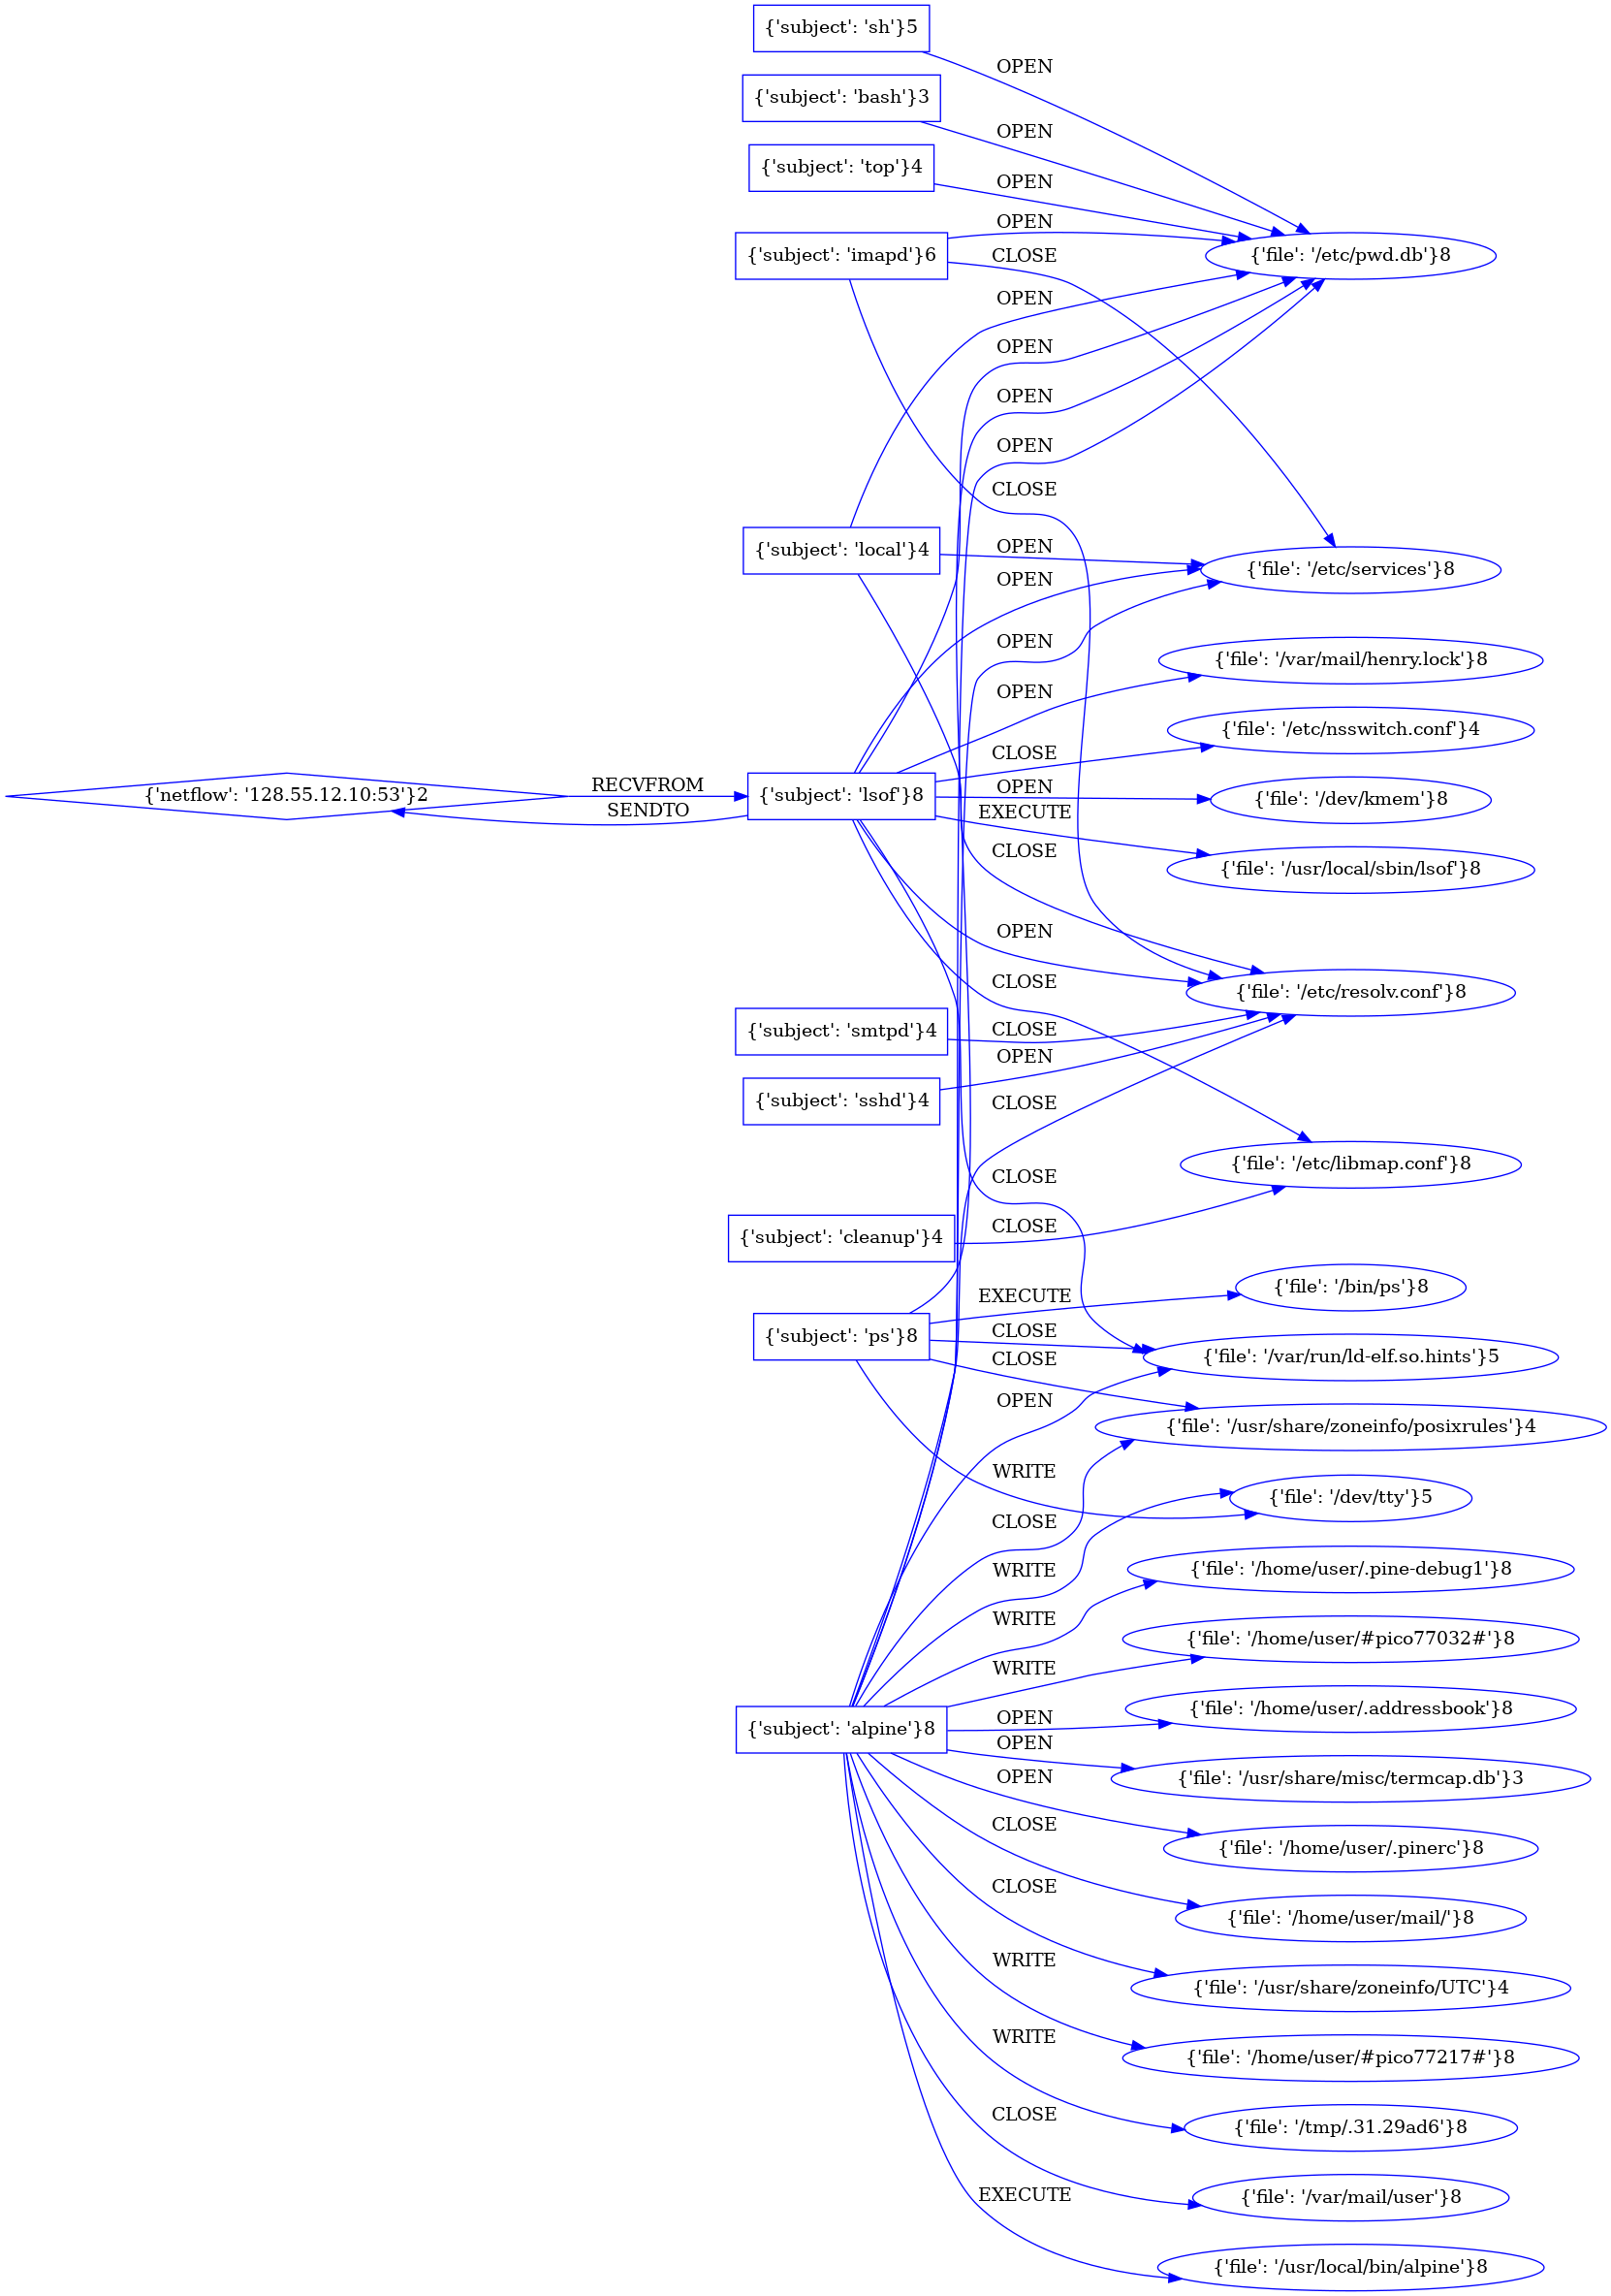 {'subject': 'sh'}5
OPEN
{'subject': 'bash'}3
OPEN
{'subject': 'top'}4
OPEN
OPEN
{'subject': 'imapd'}6
CLOSE
{'file': '/etc/pwd.db'}8
OPEN
OPEN
OPEN
OPEN
CLOSE
{'subject': 'local'}4
OPEN
{'file': '/etc/services'}8
OPEN
OPEN
{'file': '/var/mail/henry.lock'}8
OPEN
{'file': '/etc/nsswitch.conf'}4
CLOSE
{'netflow': '128.55.12.10:53'}2
RECVFROM
SENDTO
{'subject': 'lsof'}8
OPEN
{'file': '/dev/kmem'}8
EXECUTE
CLOSE
{'file': '/usr/local/sbin/lsof'}8
OPEN
CLOSE
{'file': '/etc/resolv.conf'}8
{'subject': 'smtpd'}4
CLOSE
OPEN
{'subject': 'sshd'}4
CLOSE
{'file': '/etc/libmap.conf'}8
CLOSE
{'subject': 'cleanup'}4
CLOSE
{'file': '/bin/ps'}8
EXECUTE
{'subject': 'ps'}8
CLOSE
{'file': '/var/run/ld-elf.so.hints'}5
CLOSE
OPEN
{'file': '/usr/share/zoneinfo/posixrules'}4
WRITE
{'file': '/dev/tty'}5
CLOSE
WRITE
{'file': '/home/user/.pine-debug1'}8
WRITE
{'file': '/home/user/#pico77032#'}8
WRITE
{'subject': 'alpine'}8
OPEN
{'file': '/home/user/.addressbook'}8
OPEN
OPEN
{'file': '/usr/share/misc/termcap.db'}3
CLOSE
{'file': '/home/user/.pinerc'}8
CLOSE
{'file': '/home/user/mail/'}8
WRITE
{'file': '/usr/share/zoneinfo/UTC'}4
WRITE
{'file': '/home/user/#pico77217#'}8
CLOSE
{'file': '/tmp/.31.29ad6'}8
EXECUTE
{'file': '/var/mail/user'}8
{'file': '/usr/local/bin/alpine'}8